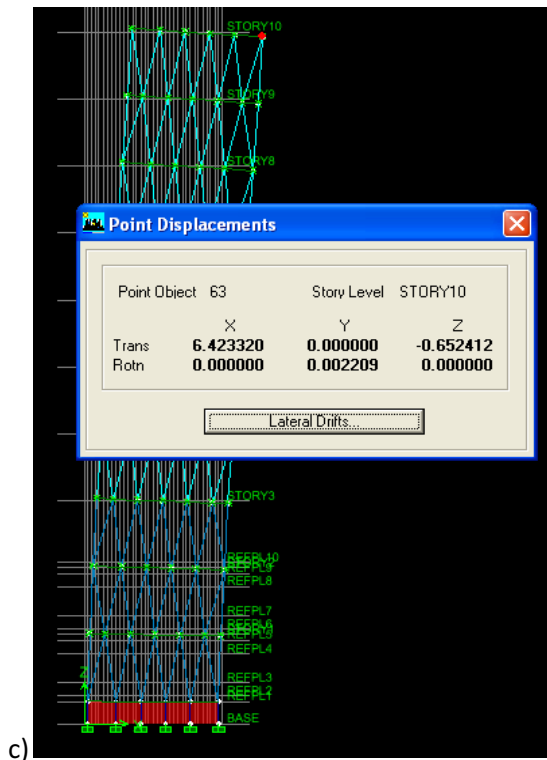 STORY10
STORY9
STORY8
Point Displacements
Point Object 63 Story Level STORY10
X Y Z
Trans 6.423320 0.000000 -0.652412
Rotn 0.000000 0.002209 0.000000
Lateral Drifts...
STORY3
REFPL10
REFPL8
REFPL7
REFPL6
REFPL4
Z
REFPL3
REFPL2
REFPL1
BASE
c)